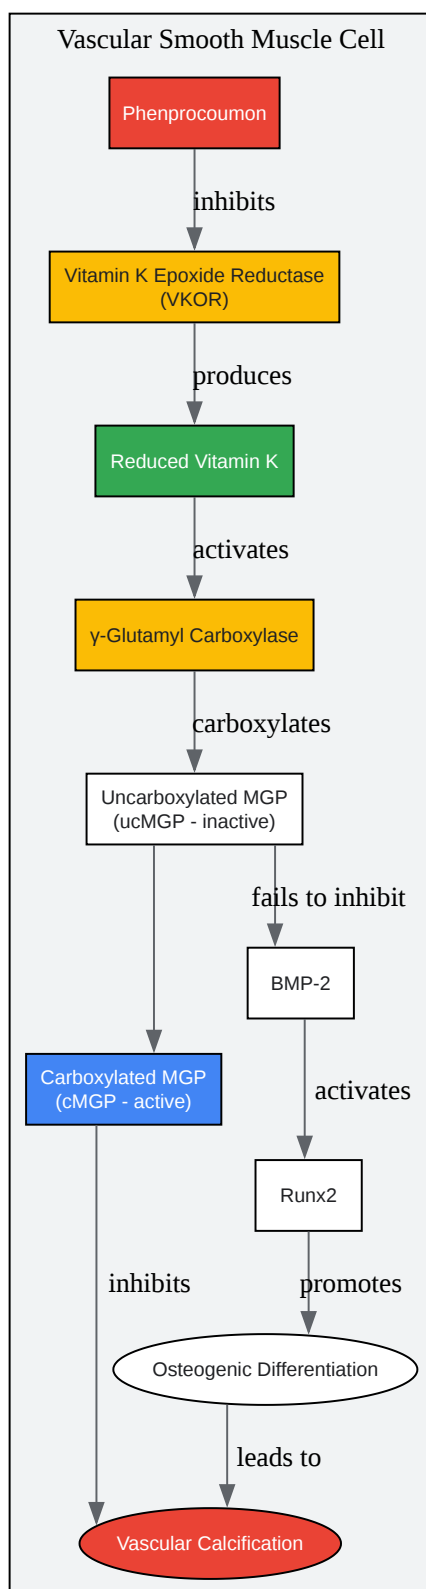 Vascular Smooth Muscle Cell
Phenprocoumon
inhibits
Vitamin K Epoxide Reductase
(VKOR)
produces
Reduced Vitamin K
activates
γ-Glutamyl Carboxylase
carboxylates
Uncarboxylated MGP
(ucMGP - inactive)
fails to inhibit
BMP-2
Carboxylated MGP
(cMGP - active)
activates
Runx2
inhibits
promotes
Osteogenic Differentiation
leads to
Vascular Calcification